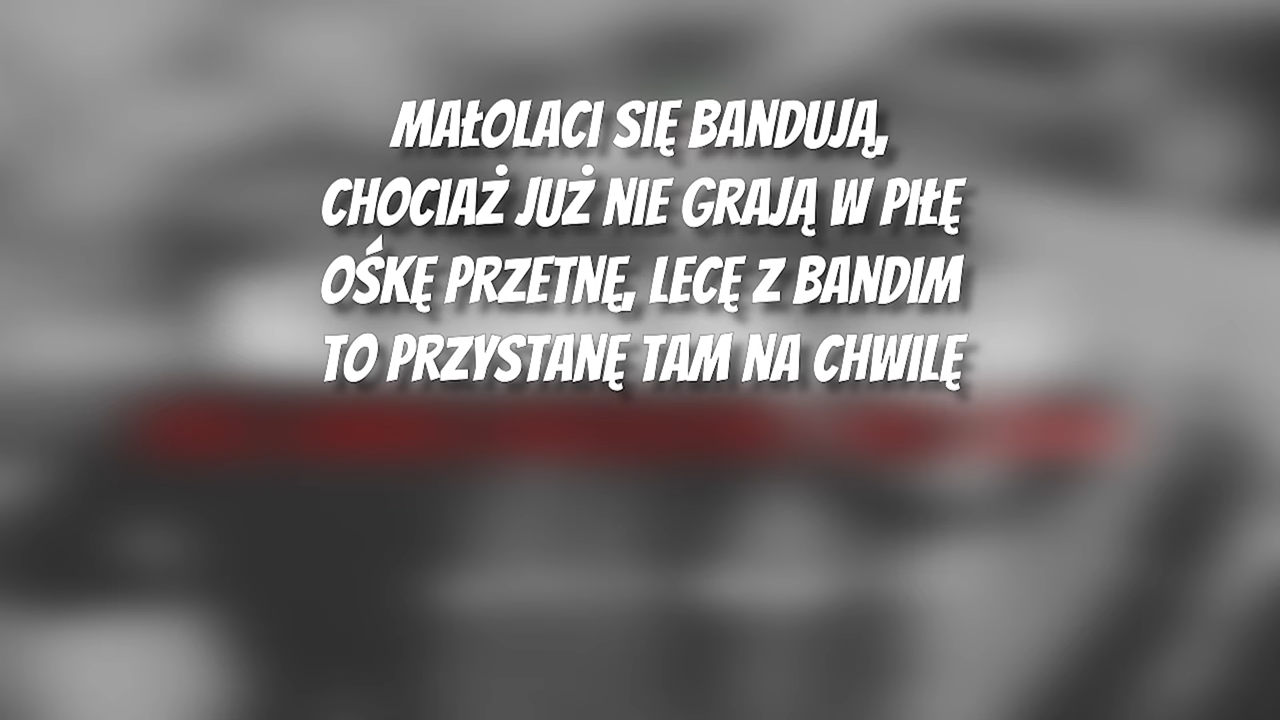 MAŁOLACI SIĘ BANDUJĄ,
CHOCIAŻ JUŻ NIE GRAJĄ W PIŁĘ
OŚKĘ PRZETNĘ, LECĘ Z BANDIM
TO PRZYSTANĘ TAM NA CHWILĘ